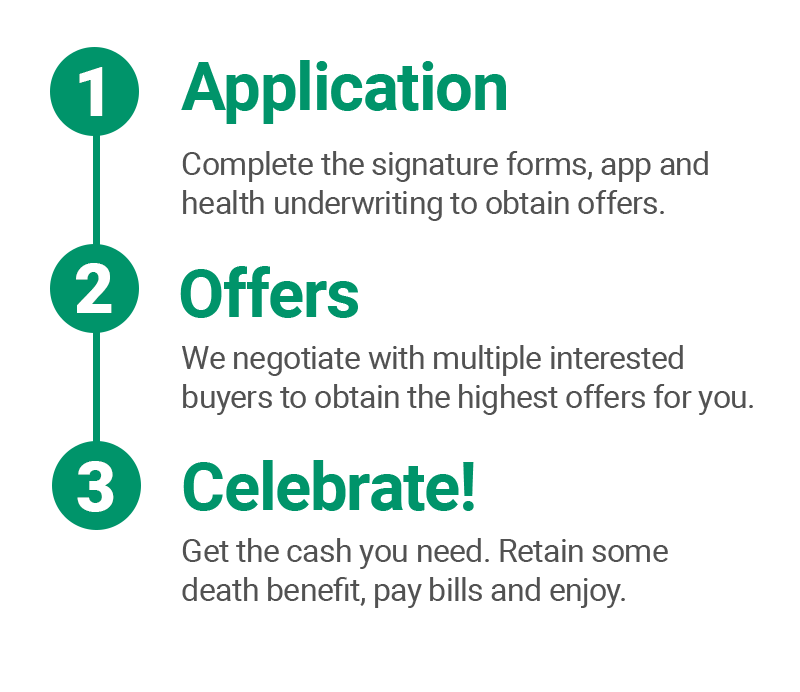 1
Application
Complete the signature forms, app and
health underwriting to obtain offers.
2
Offers
We negotiate with multiple interested
buyers to obtain the highest offers for you.
3
Celebrate!
Get the cash you need. Retain some
death benefit, pay bills and enjoy.